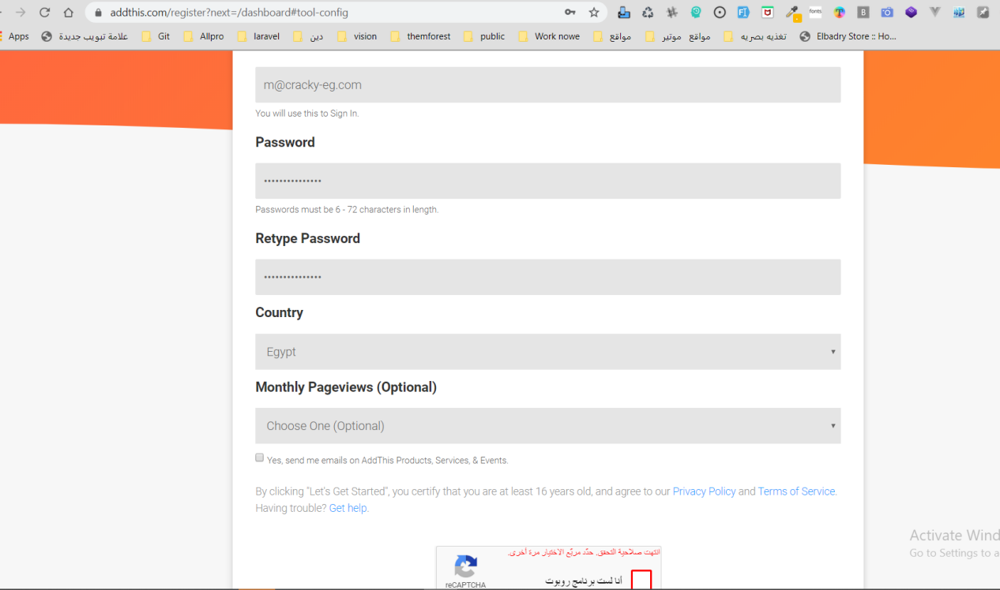 addthis.com/register?next=/dashboard#tool-config
Apps علامة تبويب جديدة Git Allpro laravel دين vision themforest public Work nowe مواقع مواقع موتير تغذيه بصريه Elbadry Store :: Ho...
m@cracky-eg.com
You will use this to Sign In.
Password
•••••••••••••••
Passwords must be 6 - 72 characters in length.
Retype Password
•••••••••••••••
Country
Egypt
Monthly Pageviews (Optional)
Choose One (Optional)
Yes, send me emails on AddThis Products, Services, & Events.
By clicking "Let's Get Started", you certify that you are at least 16 years old, and agree to our Privacy Policy and Terms of Service.
Having trouble? Get help.
Activate Wind
Go to Settings to a
انتهت صلاحية التحقق. حدّد مربّع الاختيار مرة أخرى.
أنا لست برنامج روبوت
reCAPTCHA